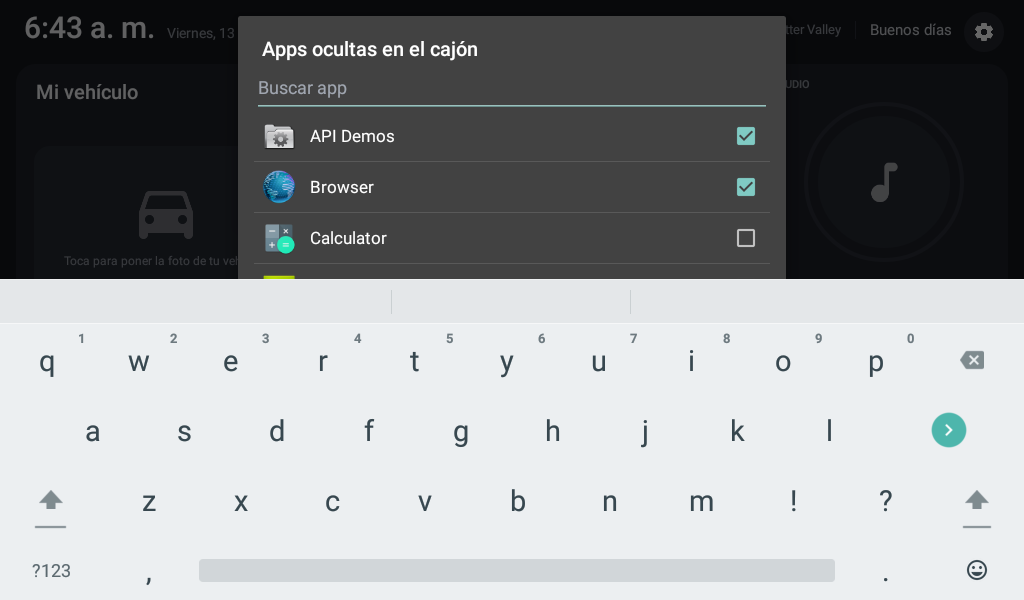 6:43 a. m.
Viernes, 13
tter Valley
Buenos días
Apps ocultas en el cajón
Buscar app
API Demos
Browser
Calculator
Mi vehículo
Toca para poner la foto de tu veh
UDIO
1 2 3 4 5 6 7 8 9 0
q w e r t y u i o p
a s d f g h j k l
z x c v b n m ! ?
?123 , .